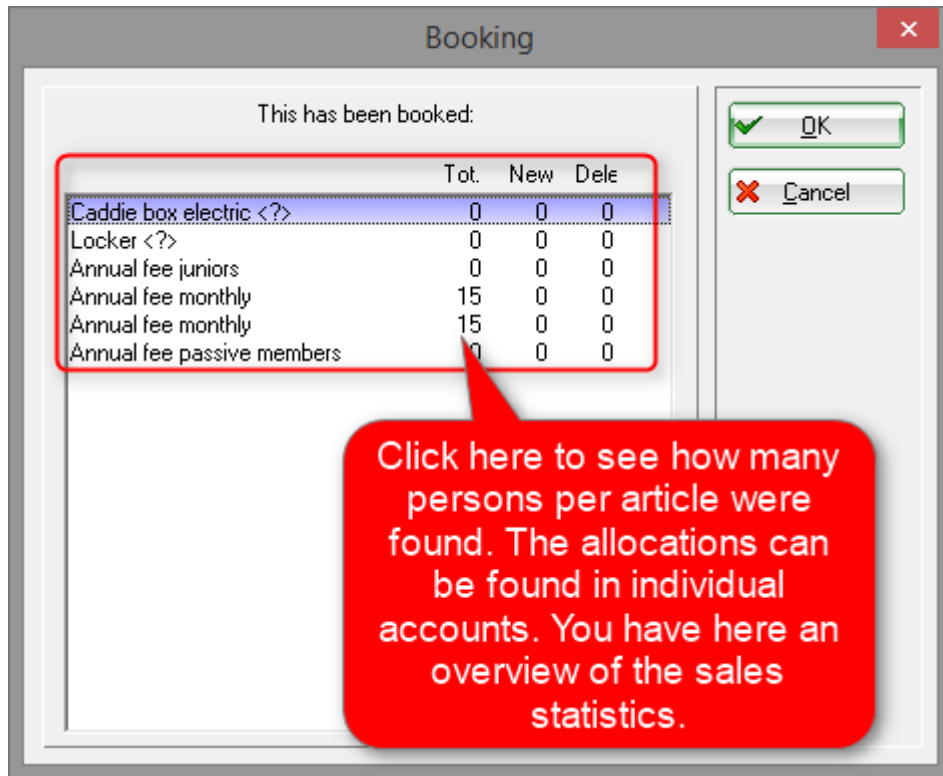 Booking
This has been booked:
Tot. New Dele
Caddie box electric <?> 0 0 0
Locker <?> 0 0 0
Annual fee juniors 0 0 0
Annual fee monthly 15 0 0
Annual fee monthly 15 0 0
Annual fee passive members 0 0 0
OK
Cancel
Click here to see how many
persons per article were
found. The allocations can
be found in individual
accounts. You have here an
overview of the sales
statistics.